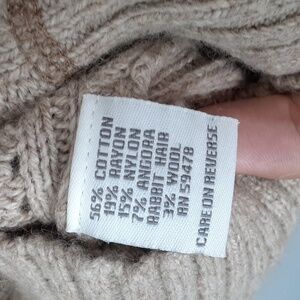 56% COTTON
19% RAYON
15% NYLON
7% ANGORA
RABBIT HAIR
3% WOOL
RN 59478
CARE ON REVERSE